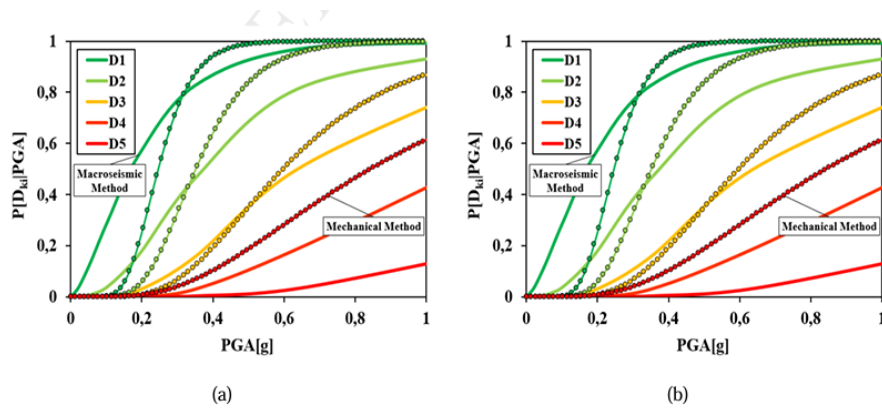 1
0,8
0,6
0,4
0,2
0
P[Dki|PGA]
D1
D2
D3
D4
D5
Macroseismic
Method
Mechanical Method
0 0,2 0,4 0,6 0,8 1
PGA[g]
(a)
1
0,8
0,6
0,4
0,2
0
P[Dki|PGA]
D1
D2
D3
D4
D5
Macroseismic
Method
Mechanical Method
0 0,2 0,4 0,6 0,8 1
PGA[g]
(b)